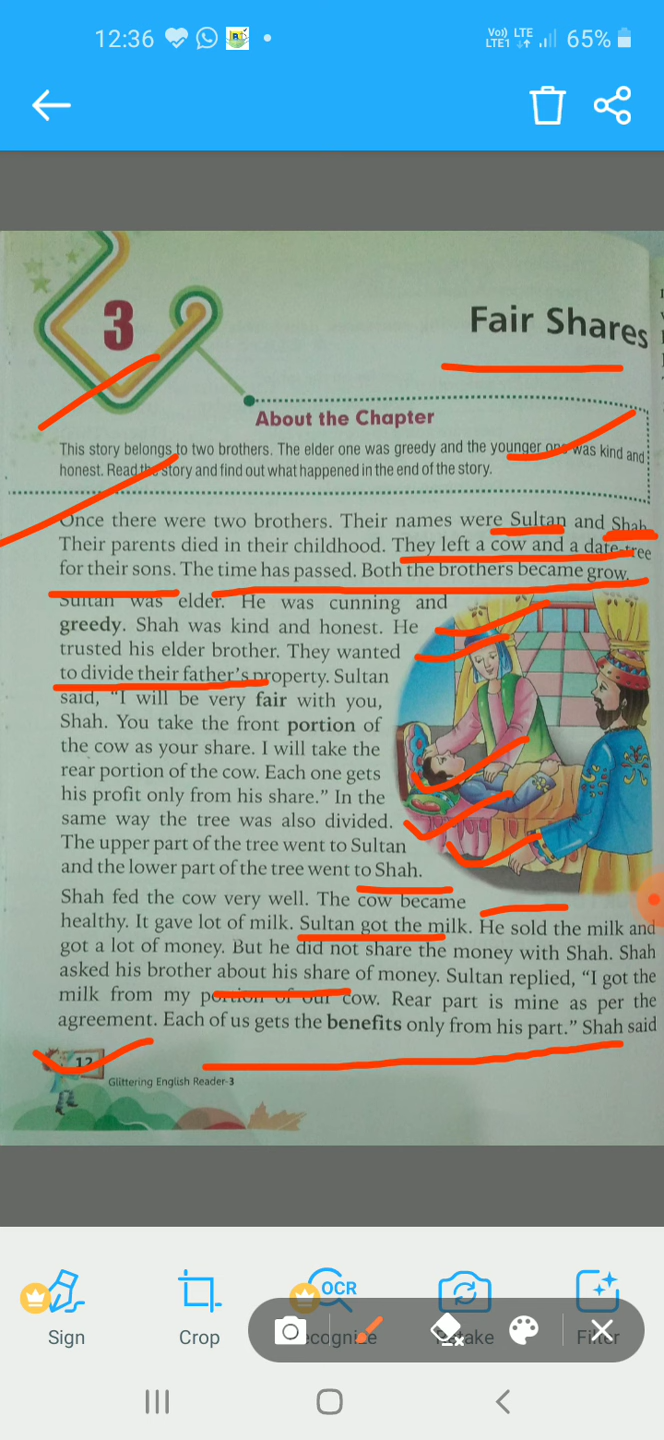 12:36
Vo)) LTE
LTE1
65%
3
Fair Shares
About the Chapter
This story belongs to two brothers. The elder one was greedy and the younger one was kind and
honest. Read the story and find out what happened in the end of the story.
Once there were two brothers. Their names were Sultan and Shah.
Their parents died in their childhood. They left a cow and a date-tree
for their sons. The time has passed. Both the brothers became grow.
Sultan was elder. He was cunning and
greedy. Shah was kind and honest. He
trusted his elder brother. They wanted
to divide their father's property. Sultan
said, "I will be very fair with you,
Shah. You take the front portion of
the cow as your share. I will take the
rear portion of the cow. Each one gets
his profit only from his share." In the
same way the tree was also divided.
The upper part of the tree went to Sultan
and the lower part of the tree went to Shah.
Shah fed the cow very well. The cow became
healthy. It gave lot of milk. Sultan got the milk. He sold the milk and
got a lot of money. But he did not share the money with Shah. Shah
asked his brother about his share of money. Sultan replied, "I got the
milk from my portion of our cow. Rear part is mine as per the
agreement. Each of us gets the benefits only from his part." Shah said
12
Glittering English Reader-3
OCR
Sign
Crop
Filter